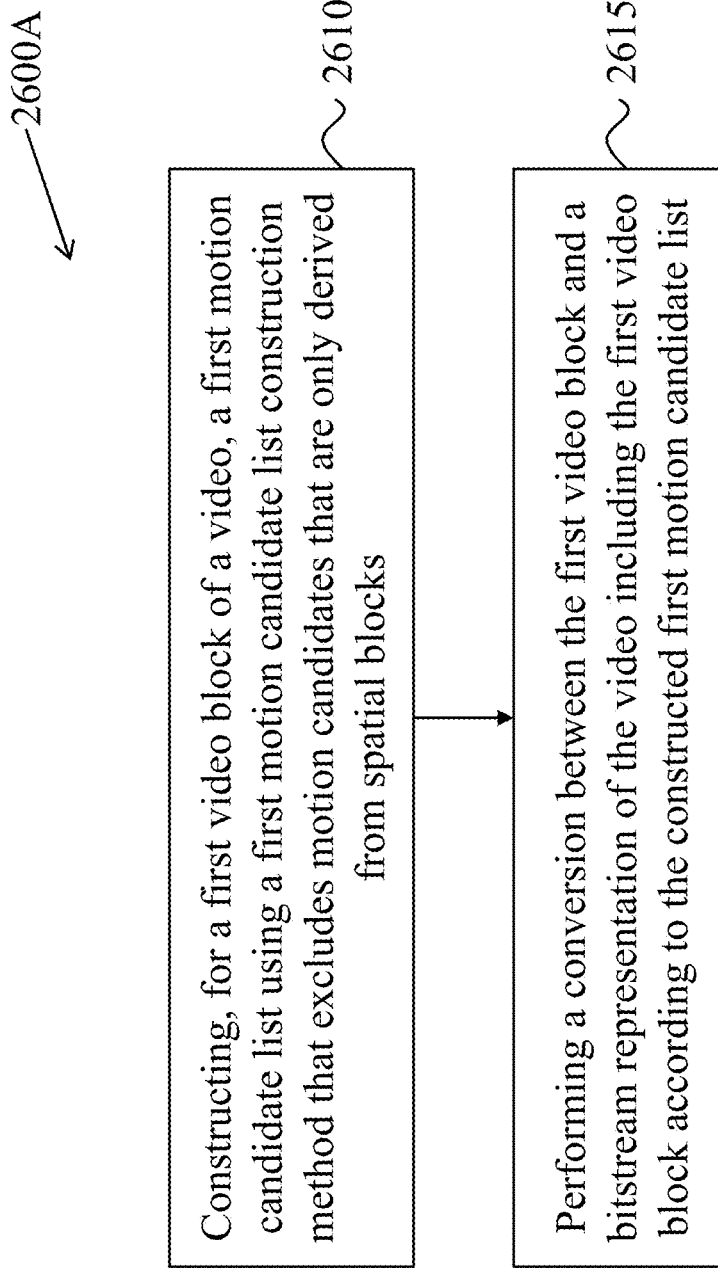 2600A
Constructing, for a first video block of a video, a first motion
candidate list using a first motion candidate list construction
method that excludes motion candidates that are only derived
from spatial blocks
2610
Performing a conversion between the first video block and a
bitstream representation of the video including the first video
block according to the constructed first motion candidate list
2615